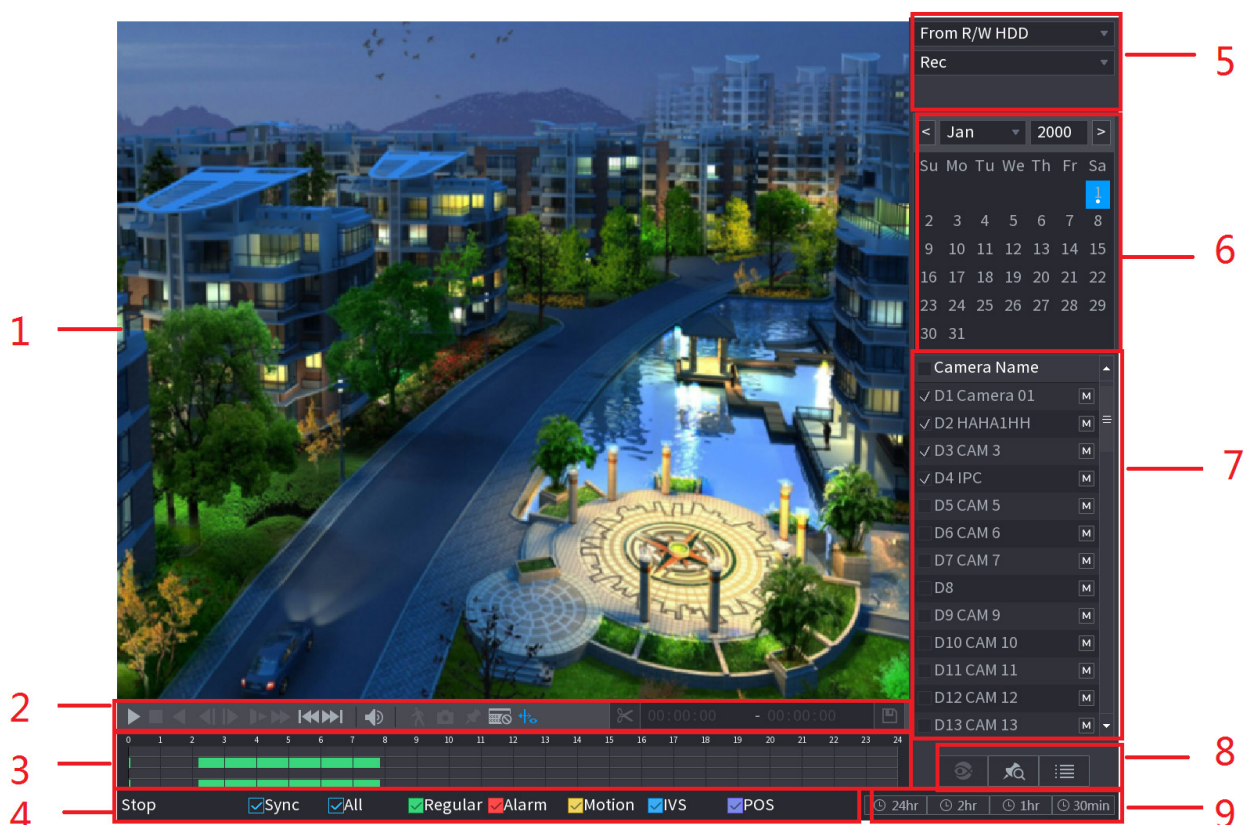 From R/W HDD
Rec
5
< Jan 2000 >
Su Mo Tu We Th Fr Sa
1
2 3 4 5 6 7 8
9 10 11 12 13 14 15
16 17 18 19 20 21 22
23 24 25 26 27 28 29
30 31
6
1
Camera Name
D1 Camera 01 M
D2 HAHA1HH M
D3 CAM 3 M
D4 IPC M
D5 CAM 5 M
D6 CAM 6 M
D7 CAM 7 M
D8 M
D9 CAM 9 M
D10 CAM 10 M
D11 CAM 11 M
D12 CAM 12 M
D13 CAM 13 M
7
2
00:00:00 - 00:00:00
0 1 2 3 4 5 6 7 8 9 10 11 12 13 14 15 16 17 18 19 20 21 22 23 24
3
8
4
Stop Sync All Regular Alarm Motion IVS POS
24hr 2hr 1hr 30min
9